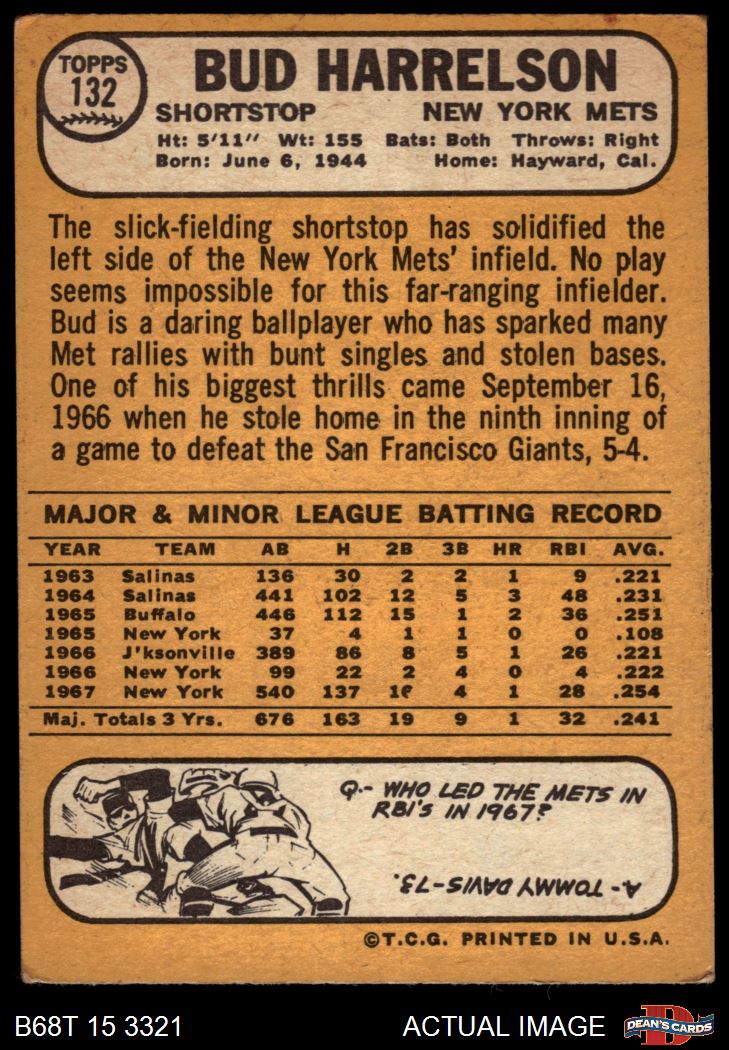 TOPPS
132
BUD HARRELSON
SHORTSTOP NEW YORK METS
Ht: 5'11" Wt: 155 Bats: Both Throws: Right
Born: June 6, 1944 Home: Hayward, Cal.
The slick-fielding shortstop has solidified the
left side of the New York Mets' infield. No play
seems impossible for this far-ranging infielder.
Bud is a daring ballplayer who has sparked many
Met rallies with bunt singles and stolen bases.
One of his biggest thrills came September 16,
1966 when he stole home in the ninth inning of
a game to defeat the San Francisco Giants, 5-4.
MAJOR & MINOR LEAGUE BATTING RECORD
YEAR TEAM AB H 2B 3B HR RBI AVG.
1963 Salinas 136 30 2 2 1 9 .221
1964 Salinas 441 102 12 5 3 48 .231
1965 Buffalo 446 112 15 1 2 36 .251
1965 New York 37 4 1 1 0 0 .108
1966 J'ksonville 389 86 8 5 1 26 .221
1966 New York 99 22 2 4 0 4 .222
1967 New York 540 137 16 4 1 28 .254
Maj. Totals 3 Yrs. 676 163 19 9 1 32 .241
Q.- WHO LED THE METS IN
RBI'S IN 1967?
A- TOMMY DAVIS-73.
©T.C.G. PRINTED IN U.S.A.
B68T 15 3321 ACTUAL IMAGE D DEAN'S CARDS